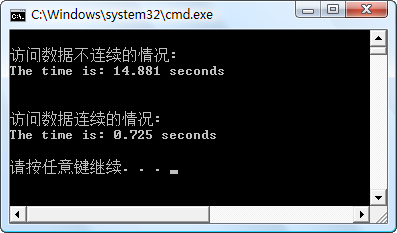 C:\Windows\system32\cmd.exe
访问数据不连续的情况:
The time is: 14.881 seconds
访问数据连续的情况:
The time is: 0.725 seconds
请按任意键继续. . .